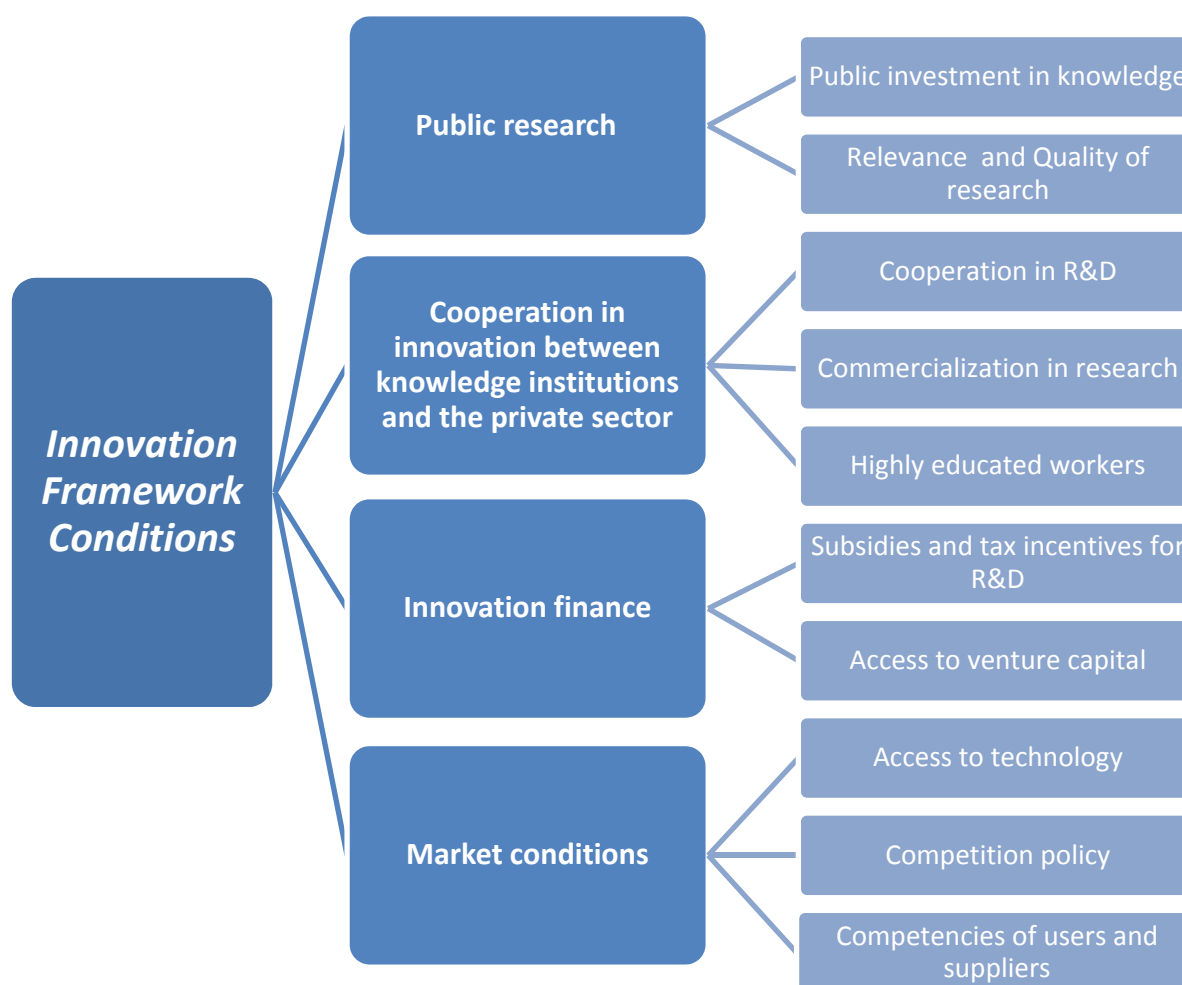 Innovation
Framework
Conditions
Public research
Public investment in knowledge
Relevance and Quality of
research
Cooperation in
innovation between
knowledge institutions
and the private sector
Cooperation in R&D
Commercialization in research
Highly educated workers
Innovation finance
Subsidies and tax incentives for
R&D
Access to venture capital
Market conditions
Access to technology
Competition policy
Competencies of users and
suppliers